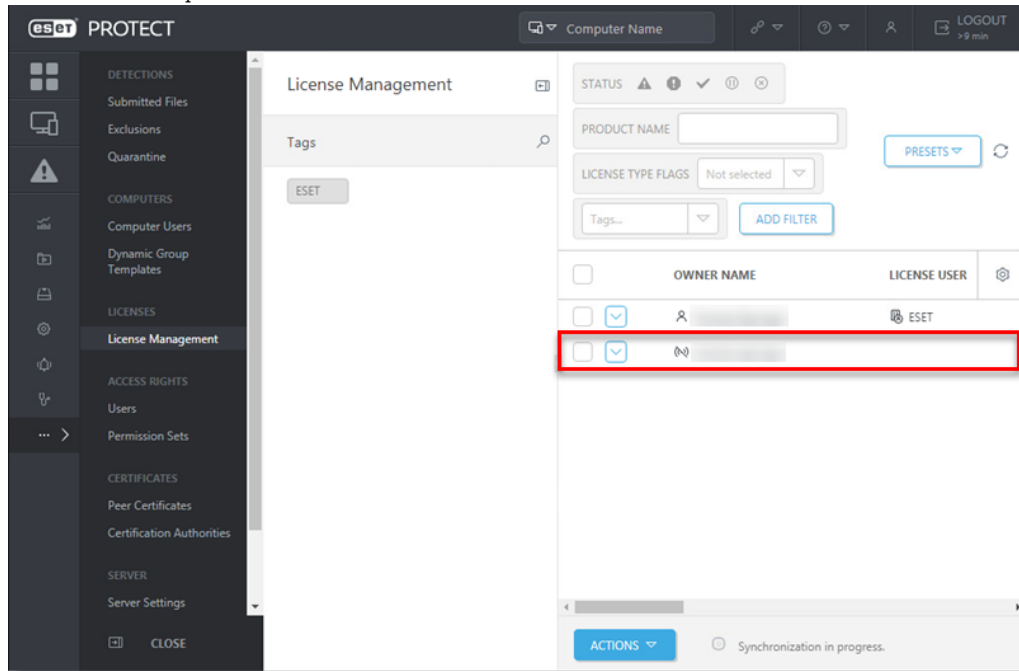 eset PROTECT
Computer Name
LOGOUT
>9 min
DETECTIONS
Submitted Files
Exclusions
Quarantine
COMPUTERS
Computer Users
Dynamic Group
Templates
LICENSES
License Management
ACCESS RIGHTS
Users
Permission Sets
CERTIFICATES
Peer Certificates
Certification Authorities
SERVER
Server Settings
CLOSE
License Management
Tags
ESET
STATUS
PRODUCT NAME
LICENSE TYPE FLAGS Not selected
Tags... ADD FILTER
PRESETS
OWNER NAME LICENSE USER
ESET
ACTIONS Synchronization in progress.